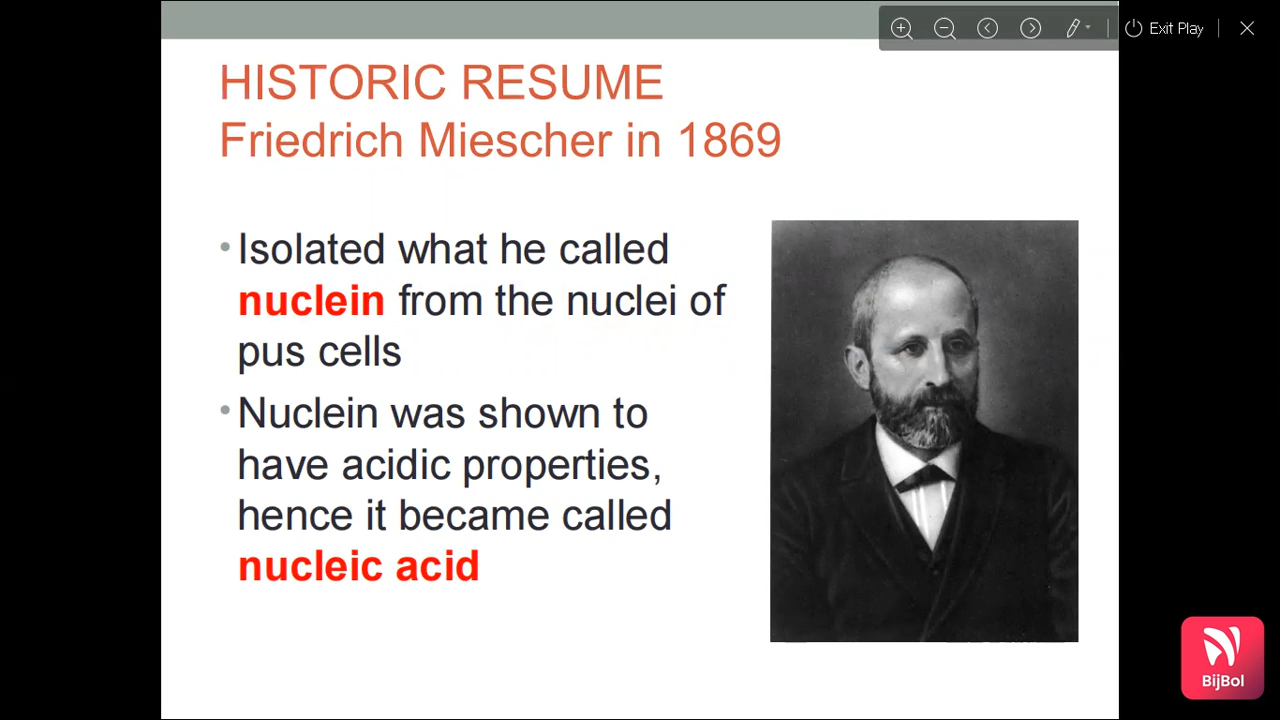 Exit Play
HISTORIC RESUME
Friedrich Miescher in 1869
•Isolated what he called
nuclein from the nuclei of
pus cells
•Nuclein was shown to
have acidic properties,
hence it became called
nucleic acid
BijBol